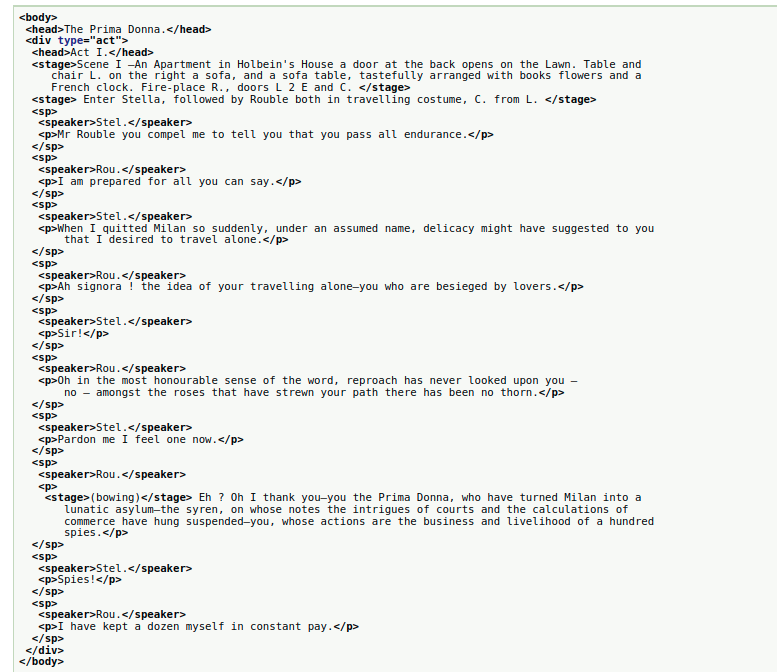 <body>
<head>The Prima Donna.</head>
<div type="act">
<head>Act I.</head>
<stage>Scene I —An Apartment in Holbein's House a door at the back opens on the Lawn. Table and
chair L. on the right a sofa, and a sofa table, tastefully arranged with books flowers and a
French clock. Fire-place R., doors L 2 E and C. </stage>
<stage> Enter Stella, followed by Rouble both in travelling costume, C. from L. </stage>
<sp>
<speaker>Stel.</speaker>
<p>Mr Rouble you compel me to tell you that you pass all endurance.</p>
</sp>
<sp>
<speaker>Rou.</speaker>
<p>I am prepared for all you can say.</p>
</sp>
<sp>
<speaker>Stel.</speaker>
<p>When I quitted Milan so suddenly, under an assumed name, delicacy might have suggested to you
that I desired to travel alone.</p>
</sp>
<sp>
<speaker>Rou.</speaker>
<p>Ah signora ! the idea of your travelling alone—you who are besieged by lovers.</p>
</sp>
<sp>
<speaker>Stel.</speaker>
<p>Sir!</p>
</sp>
<sp>
<speaker>Rou.</speaker>
<p>Oh in the most honourable sense of the word, reproach has never looked upon you —
no — amongst the roses that have strewn your path there has been no thorn.</p>
</sp>
<sp>
<speaker>Stel.</speaker>
<p>Pardon me I feel one now.</p>
</sp>
<sp>
<speaker>Rou.</speaker>
<p>
<stage>(bowing)</stage> Eh ? Oh I thank you—you the Prima Donna, who have turned Milan into a
lunatic asylum—the syren, on whose notes the intrigues of courts and the calculations of
commerce have hung suspended—you, whose actions are the business and livelihood of a hundred
spies.</p>
</sp>
<sp>
<speaker>Stel.</speaker>
<p>Spies!</p>
</sp>
<sp>
<speaker>Rou.</speaker>
<p>I have kept a dozen myself in constant pay.</p>
</sp>
</div>
</body>